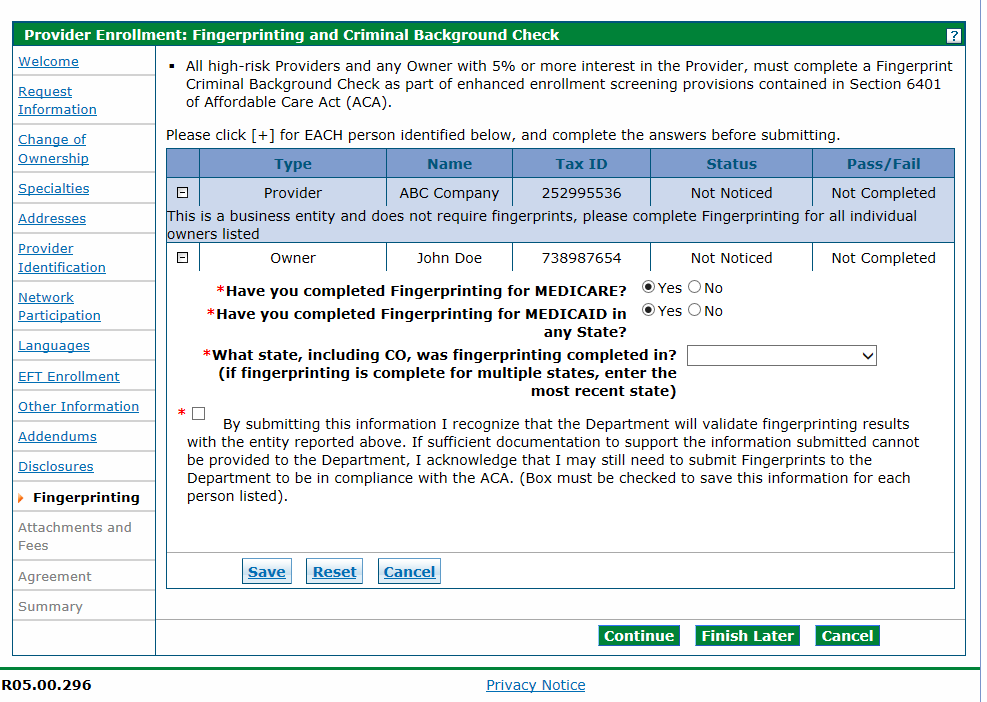 Provider Enrollment: Fingerprinting and Criminal Background Check ?
Welcome
Request
Information
Change of
Ownership
Specialties
Addresses
Provider
Identification
Network
Participation
Languages
EFT Enrollment
Other Information
Addendums
Disclosures
Fingerprinting
Attachments and
Fees
Agreement
Summary
▪ All high-risk Providers and any Owner with 5% or more interest in the Provider, must complete a Fingerprint
Criminal Background Check as part of enhanced enrollment screening provisions contained in Section 6401
of Affordable Care Act (ACA).
Please click [+] for EACH person identified below, and complete the answers before submitting.
Type Name Tax ID Status Pass/Fail
Provider ABC Company 252995536 Not Noticed Not Completed
This is a business entity and does not require fingerprints, please complete Fingerprinting for all individual
owners listed
Owner John Doe 738987654 Not Noticed Not Completed
*Have you completed Fingerprinting for MEDICARE? Yes No
*Have you completed Fingerprinting for MEDICAID in Yes No
any State?
*What state, including CO, was fingerprinting completed in?
(if fingerprinting is complete for multiple states, enter the
most recent state)
*
By submitting this information I recognize that the Department will validate fingerprinting results
with the entity reported above. If sufficient documentation to support the information submitted cannot
be provided to the Department, I acknowledge that I may still need to submit Fingerprints to the
Department to be in compliance with the ACA. (Box must be checked to save this information for each
person listed).
Save Reset Cancel
Continue Finish Later Cancel
R05.00.296 Privacy Notice